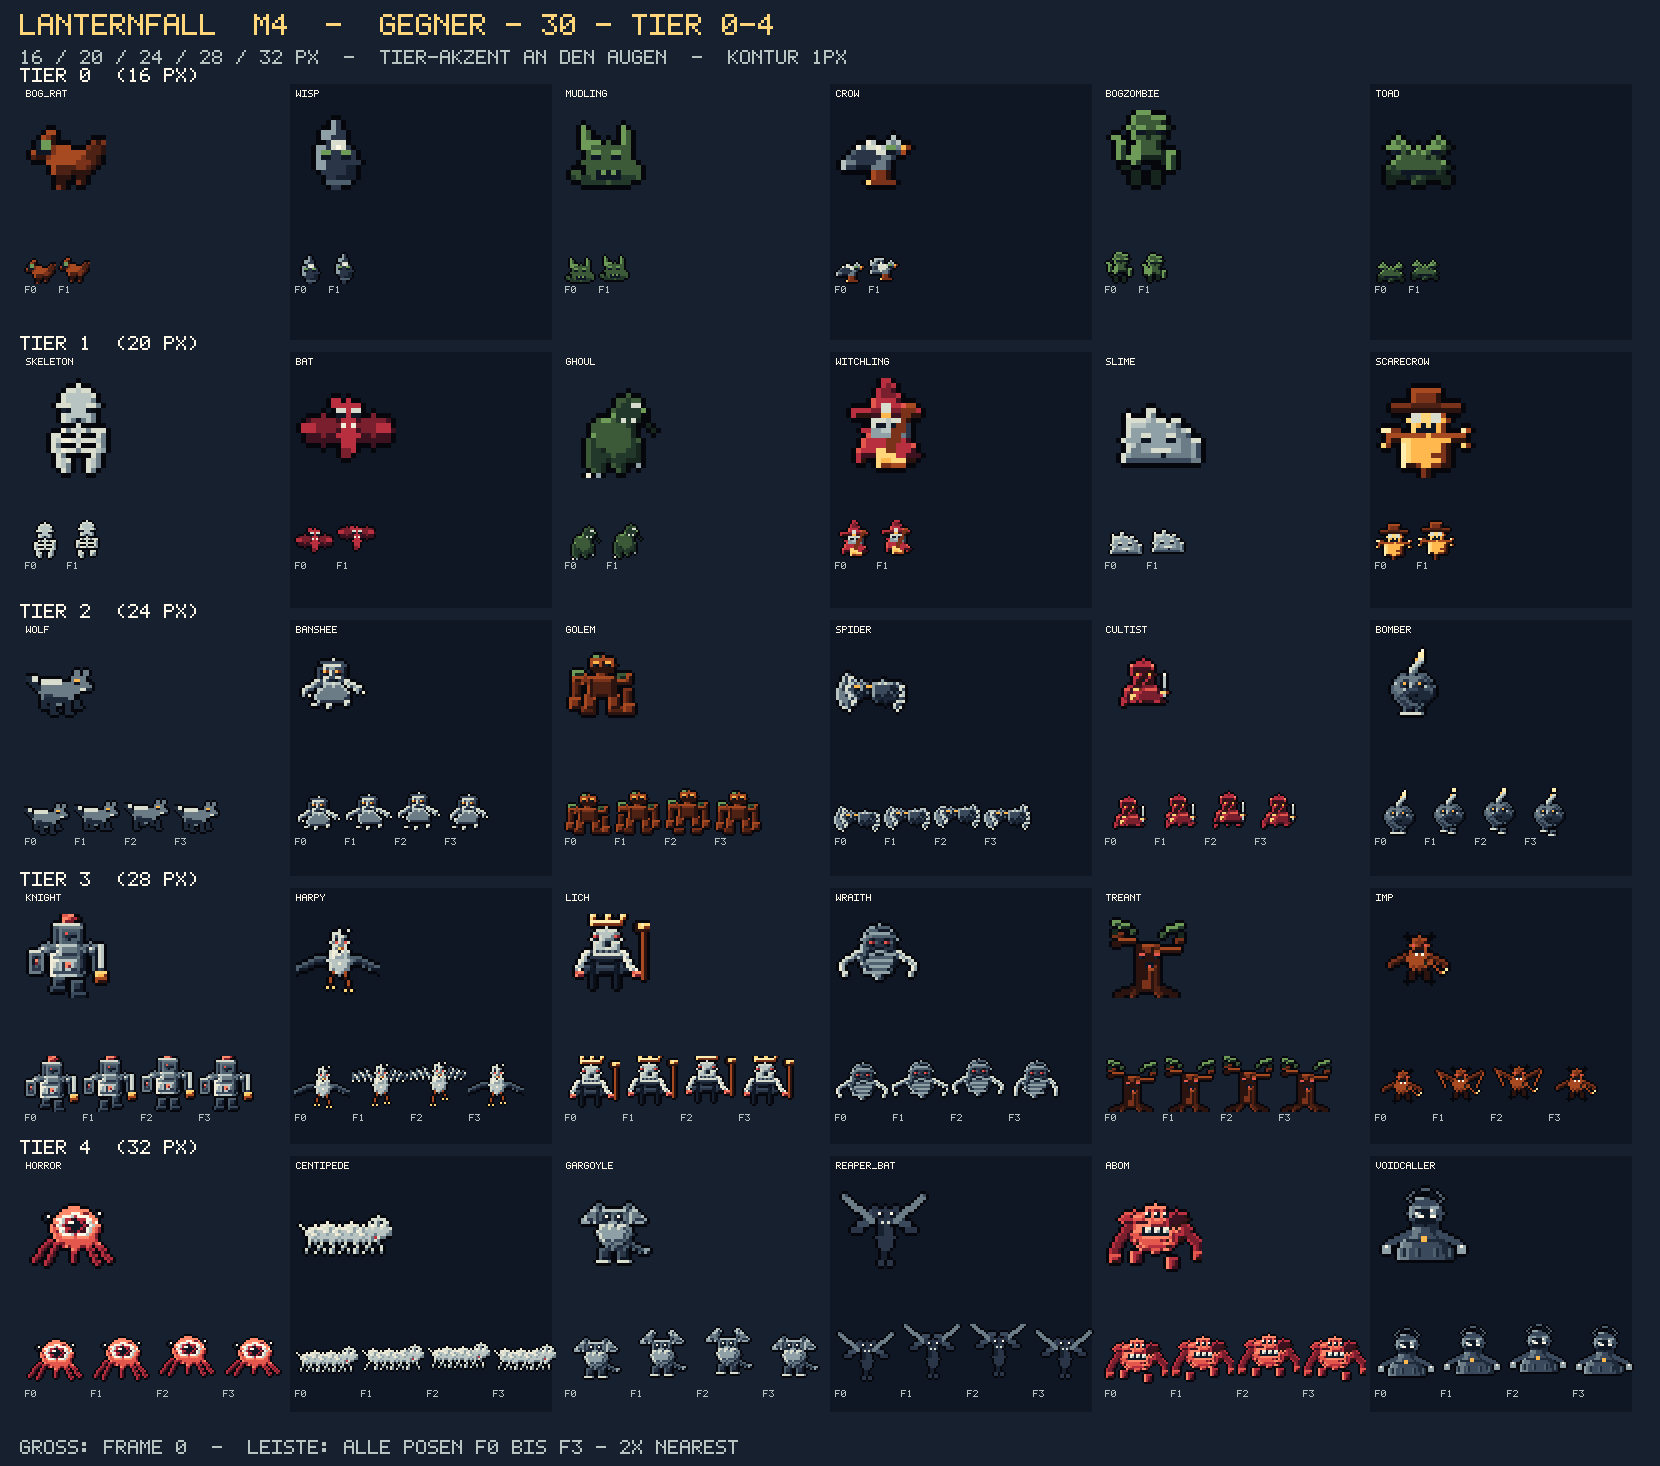 LANTERNFALL M4 – GEGNER – 30 – TIER 0–4
16 / 20 / 24 / 28 / 32 PX – TIER-AKZENT AN DEN AUGEN – KONTUR 1PX
TIER 0 (16 PX)
BOG_RAT WISP MUDLING CROW BOGZOMBIE TOAD
F0 F1 F0 F1 F0 F1 F0 F1 F0 F1 F0 F1
TIER 1 (20 PX)
SKELETON BAT GHOUL WITCHLING SLIME SCARECROW
F0 F1 F0 F1 F0 F1 F0 F1 F0 F1 F0 F1
TIER 2 (24 PX)
WOLF BANSHEE GOLEM SPIDER CULTIST BOMBER
F0 F1 F2 F3 F0 F1 F2 F3 F0 F1 F2 F3 F0 F1 F2 F3 F0 F1 F2 F3 F0 F1 F2 F3
TIER 3 (28 PX)
KNIGHT HARPY LICH WRAITH TREANT IMP
F0 F1 F2 F3 F0 F1 F2 F3 F0 F1 F2 F3 F0 F1 F2 F3 F0 F1 F2 F3 F0 F1 F2 F3
TIER 4 (32 PX)
HORROR CENTIPEDE GARGOYLE REAPER_BAT ABOM VOIDCALLER
F0 F1 F2 F3 F0 F1 F2 F3 F0 F1 F2 F3 F0 F1 F2 F3 F0 F1 F2 F3 F0 F1 F2 F3
GROSS: FRAME 0 – LEISTE: ALLE POSEN F0 BIS F3 – 2X NEAREST